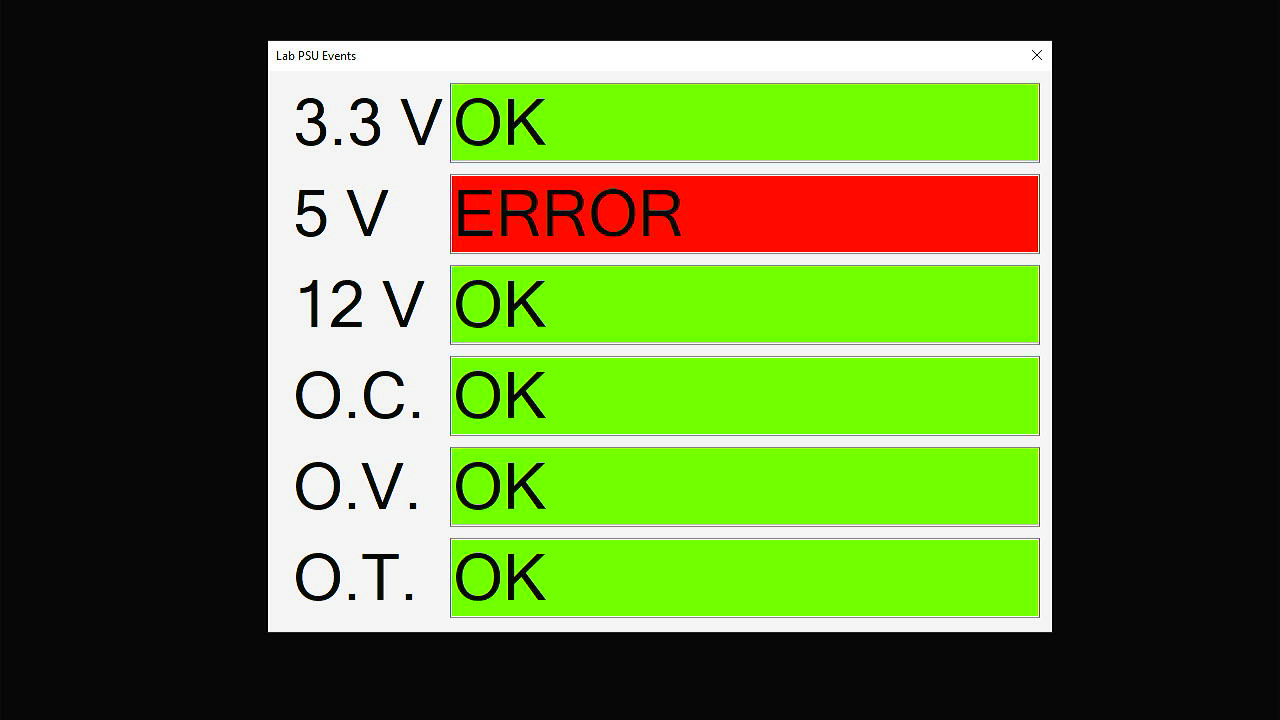 Lab PSU Events
3.3 V OK
5 V ERROR
12 V OK
O.C. OK
O.V. OK
O.T. OK